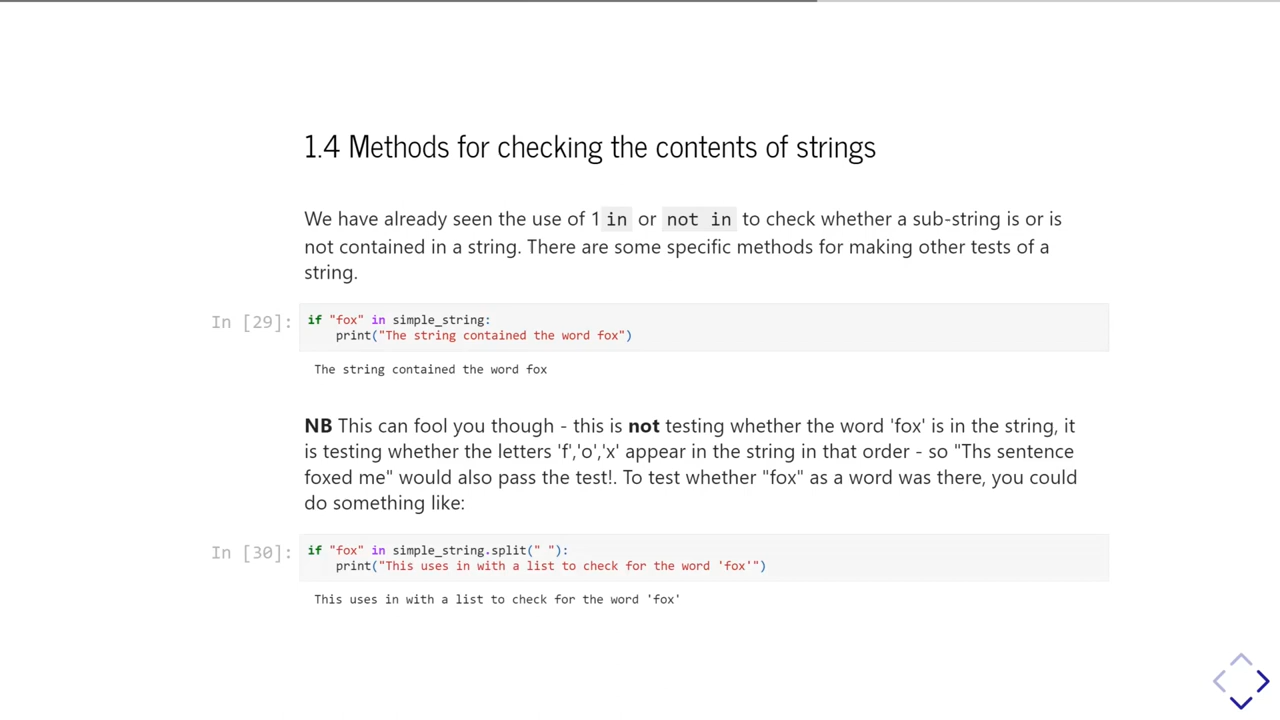 1.4 Methods for checking the contents of strings
We have already seen the use of 1 in or not in to check whether a sub-string is or is
not contained in a string. There are some specific methods for making other tests of a
string.
In [29]:
if "fox" in simple_string:
    print("The string contained the word fox")
The string contained the word fox
NB This can fool you though - this is not testing whether the word 'fox' is in the string, it
is testing whether the letters 'f','o','x' appear in the string in that order - so "Ths sentence
foxed me" would also pass the test!. To test whether "fox" as a word was there, you could
do something like:
In [30]:
if "fox" in simple_string.split(" "):
    print("This uses in with a list to check for the word 'fox'")
This uses in with a list to check for the word 'fox'